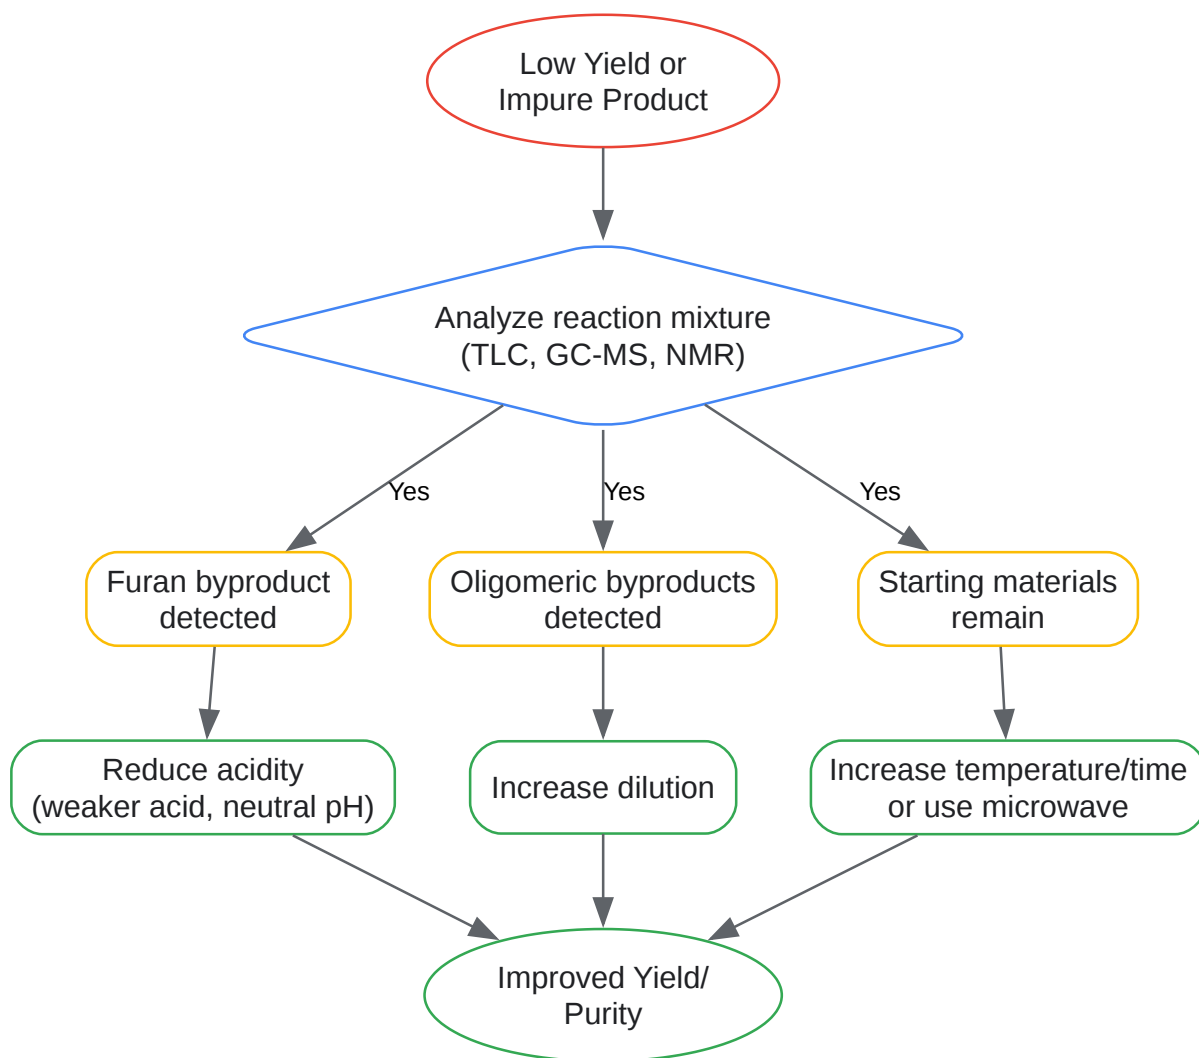 Low Yield or
Impure Product
Analyze reaction mixture
(TLC, GC-MS, NMR)
Yes
Yes
Yes
Furan byproduct
detected
Oligomeric byproducts
detected
Starting materials
remain
Reduce acidity
(weaker acid, neutral pH)
Increase dilution
Increase temperature/time
or use microwave
Improved Yield/
Purity